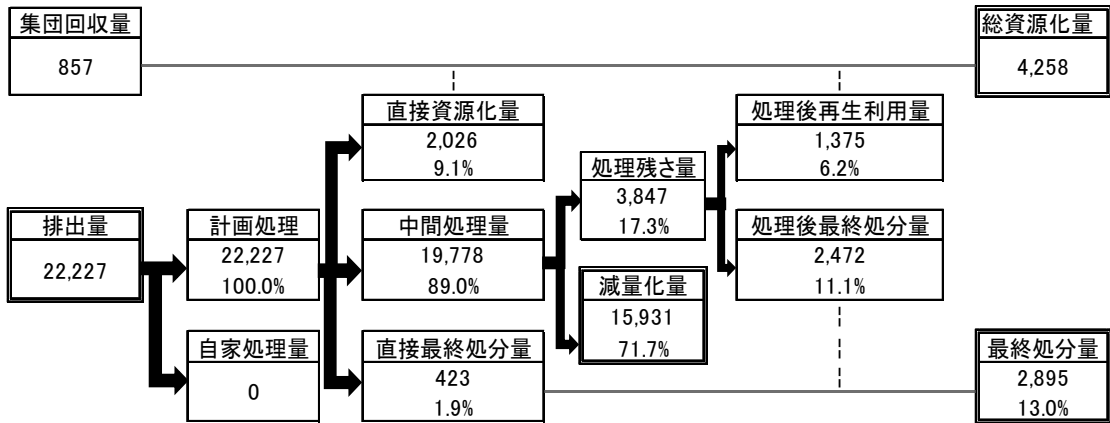 集団回収量
857
総資源化量
4,258
直接資源化量
2,026
9.1%
処理後再生利用量
1,375
6.2%
処理残さ量
3,847
17.3%
排出量
22,227
計画処理
22,227
100.0%
中間処理量
19,778
89.0%
処理後最終処分量
2,472
11.1%
減量化量
15,931
71.7%
自家処理量
0
直接最終処分量
423
1.9%
最終処分量
2,895
13.0%